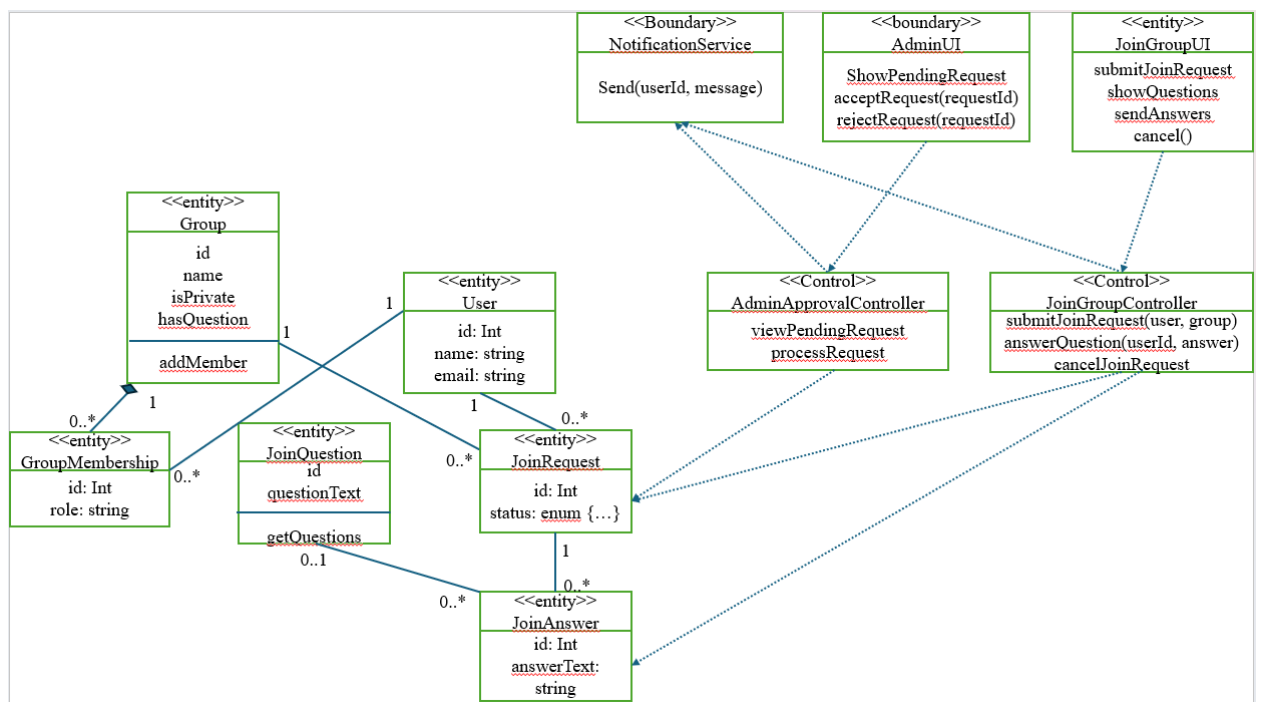 <<Boundary>>
NotificationService
Send(userId, message)
<<boundary>>
AdminUI
ShowPendingRequest
acceptRequest(requestId)
rejectRequest(requestId)
<<entity>>
JoinGroupUI
submitJoinRequest
showQuestions
sendAnswers
cancel()
<<entity>>
Group
id
name
isPrivate
hasQuestion
addMember
1
1
0..*
<<entity>>
User
id: Int
name: string
email: string
1
1
0..*
<<Control>>
AdminApprovalController
viewPendingRequest
processRequest
<<Control>>
JoinGroupController
submitJoinRequest(user, group)
answerQuestion(userId, answer)
cancelJoinRequest
<<entity>>
GroupMembership
id: Int
role: string
0..*
<<entity>>
JoinQuestion
id
questionText
getQuestions
0..1
0..*
<<entity>>
JoinRequest
id: Int
status: enum {…}
1
0..*
0..*
<<entity>>
JoinAnswer
id: Int
answerText:
string